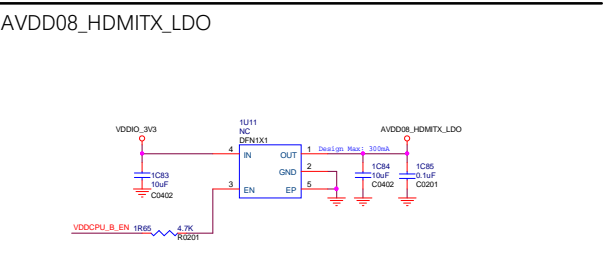 AVDD08_HDMITX_LDO
1U11
NC
DFN1X1
VDDIO_3V3
AVDD08_HDMITX_LDO
4 IN OUT 1 Design Max: 300mA
GND 2
3 EN EP 5
1C83
10uF
C0402
1C84
10uF
C0402
1C85
0.1uF
C0201
VDDCPU_B_EN 1R65 4.7K
R0201